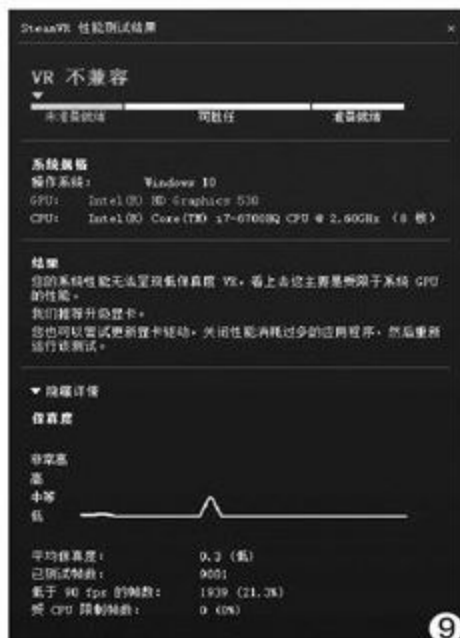 SteamVR 性能测试结果
×
VR 不兼容
未准备就绪 可胜任 准备就绪
系统规格
操作系统: Windows 10
GPU: Intel(R) HD Graphics 530
CPU: Intel(R) Core(TM) i7-6700HQ CPU @ 2.60GHz (8 核)
结果
您的系统性能无法呈现低保真度 VR。看上去您主要是受限于系统 GPU
的性能。
我们推荐升级显卡。
您也可以尝试更新显卡驱动，关闭性能消耗过多的应用程序，然后重新
运行该测试。
▼ 隐藏详情
保真度
非常高
高
中等
低
平均保真度: 0.3 (低)
已测试帧数: 9001
低于 90 fps 的帧数: 1939 (21.3%)
受 CPU 限制帧数: 0 (0%)
9